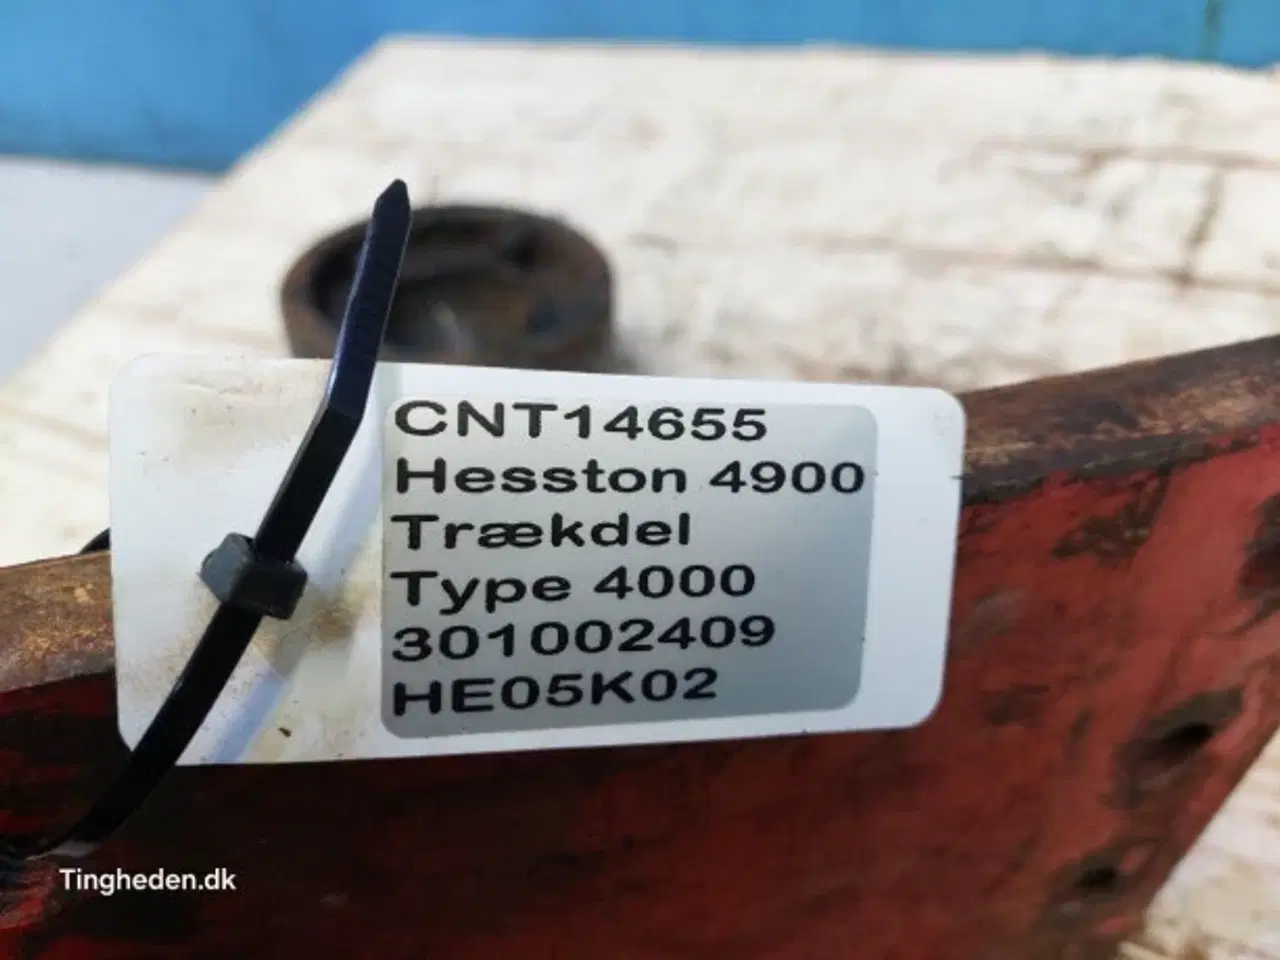 CNT14655
Hesston 4900
Trækdel
Type 4000
301002409
HE05K02
Tingheden.dk